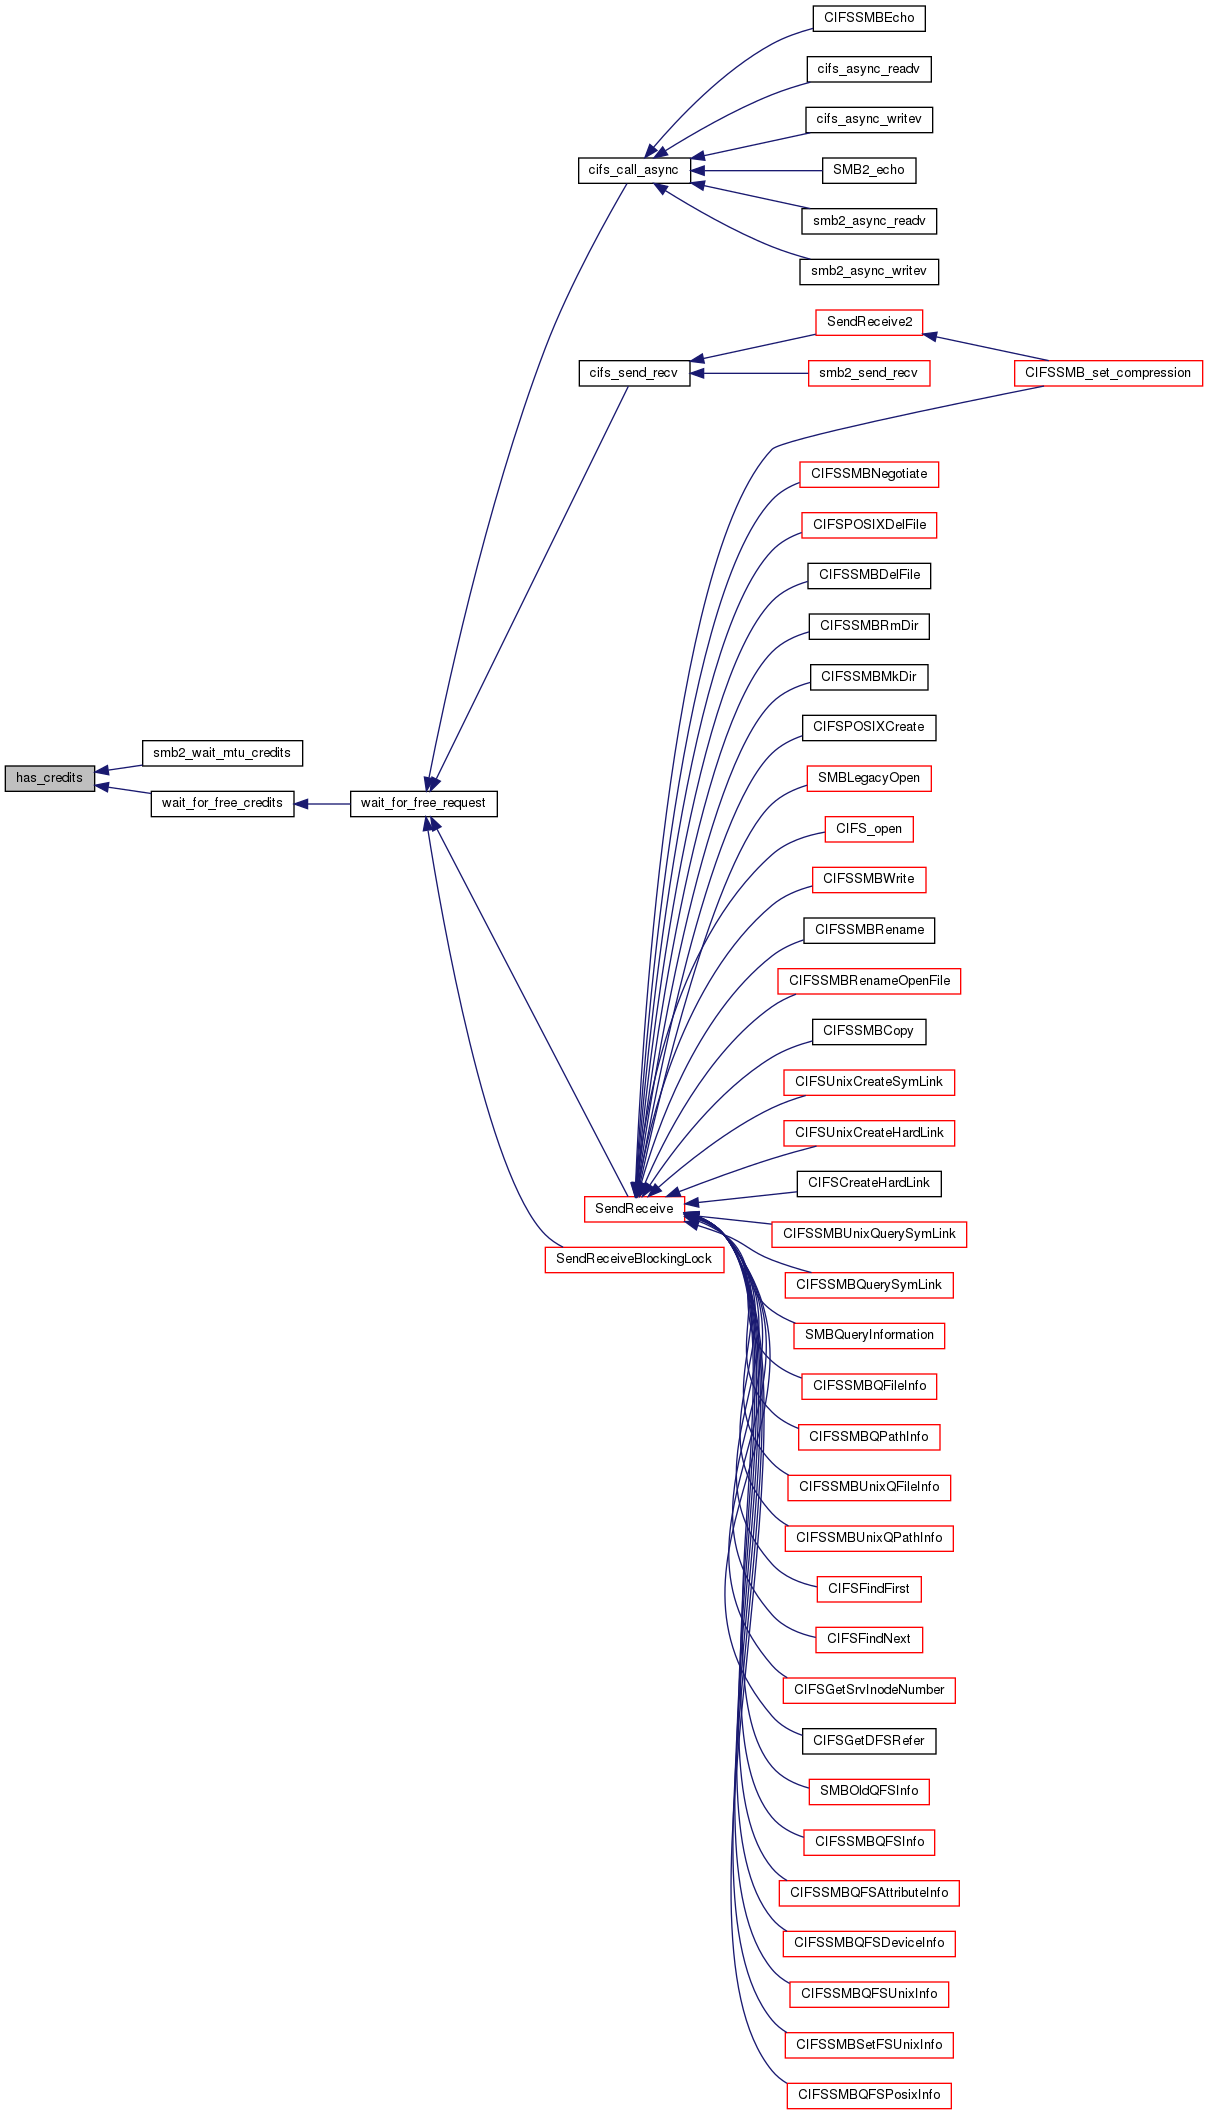 CIFSSMBEcho
cifs_async_readv
cifs_async_writev
cifs_call_async
SMB2_echo
smb2_async_readv
smb2_async_writev
SendReceive2
cifs_send_recv
smb2_send_recv
CIFSSMB_set_compression
CIFSSMBNegotiate
CIFSPOSIXDelFile
CIFSSMBDelFile
CIFSSMBRmDir
CIFSSMBMkDir
CIFSPOSIXCreate
smb2_wait_mtu_credits
has_credits
SMBLegacyOpen
wait_for_free_credits
wait_for_free_request
CIFS_open
CIFSSMBWrite
CIFSSMBRename
CIFSSMBRenameOpenFile
CIFSSMBCopy
CIFSUnixCreateSymLink
CIFSUnixCreateHardLink
CIFSCreateHardLink
SendReceive
CIFSSMBUnixQuerySymLink
SendReceiveBlockingLock
CIFSSMBQuerySymLink
SMBQueryInformation
CIFSSMBQFileInfo
CIFSSMBQPathInfo
CIFSSMBUnixQFileInfo
CIFSSMBUnixQPathInfo
CIFSFindFirst
CIFSFindNext
CIFSGetSrvInodeNumber
CIFSGetDFSRefer
SMBOldQFSInfo
CIFSSMBQFSInfo
CIFSSMBQFSAttributeInfo
CIFSSMBQFSDeviceInfo
CIFSSMBQFSUnixInfo
CIFSSMBSetFSUnixInfo
CIFSSMBQFSPosixInfo